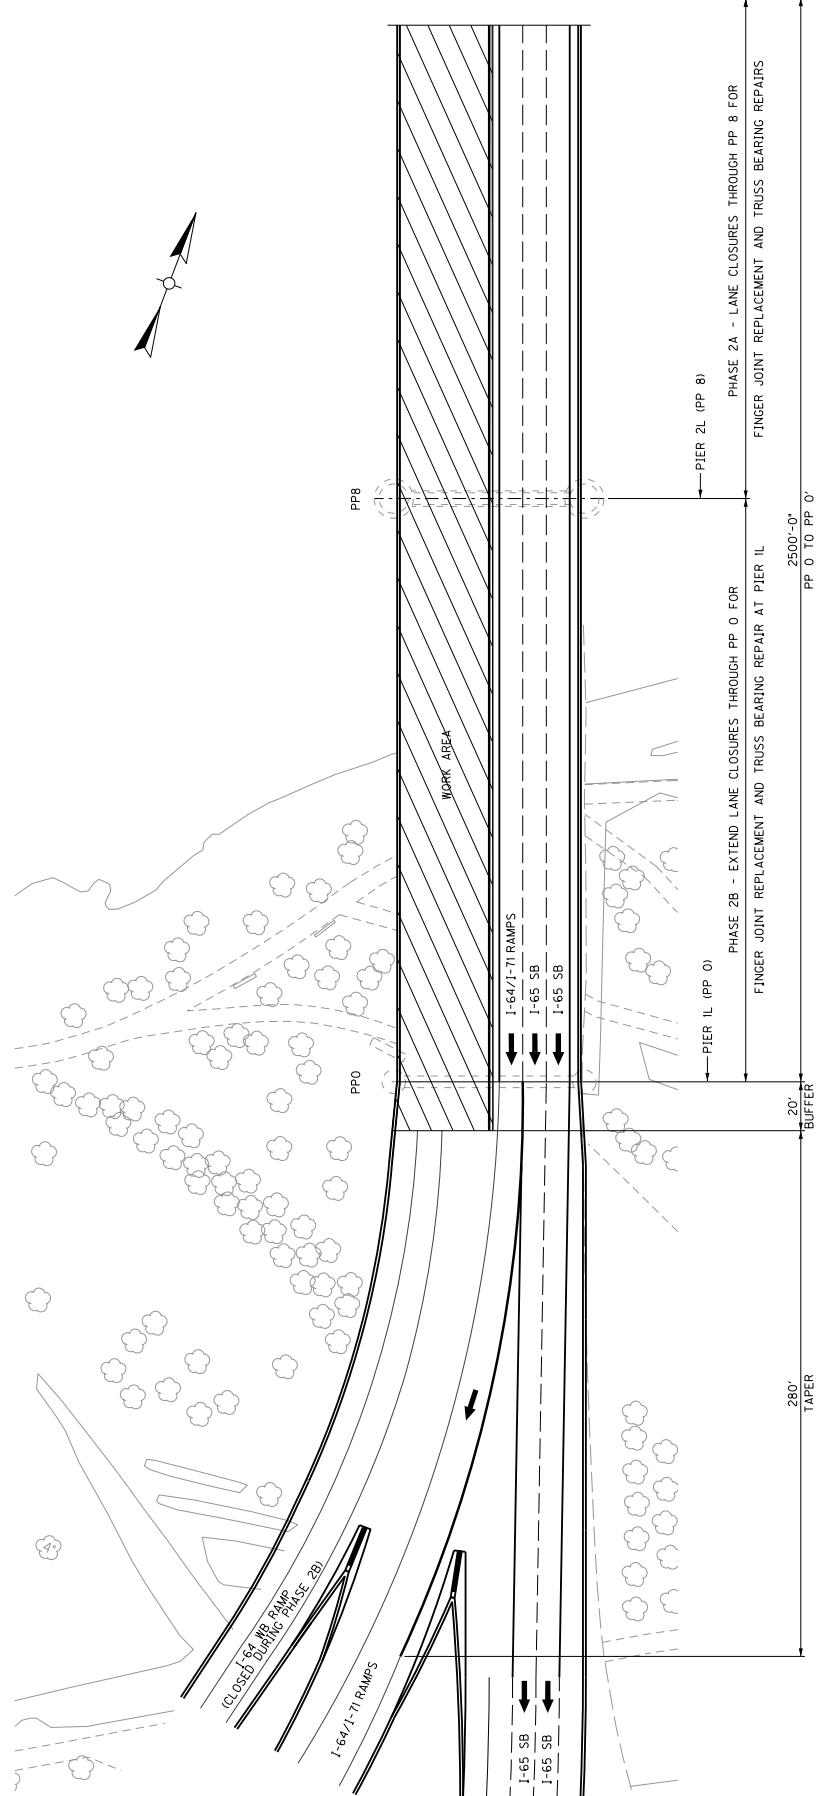 PHASE 2A - LANE CLOSURES THROUGH PP 8 FOR
FINGER JOINT REPLACEMENT AND TRUSS BEARING REPAIRS
PIER 2L (PP 8)
PP8
2500'-0"
PP 0 TO PP 0'
PHASE 2B - EXTEND LANE CLOSURES THROUGH PP 0 FOR
FINGER JOINT REPLACEMENT AND TRUSS BEARING REPAIR AT PIER 1L
WORK AREA
I-64/I-71 RAMPS
I-65 SB
I-65 SB
PIER 1L (PP 0)
PP0
20'
BUFFER
280'
TAPER
4"
I-64 WB RAMP
(CLOSED DURING PHASE 2B)
I-64/I-71 RAMPS
I-65 SB
I-65 SB